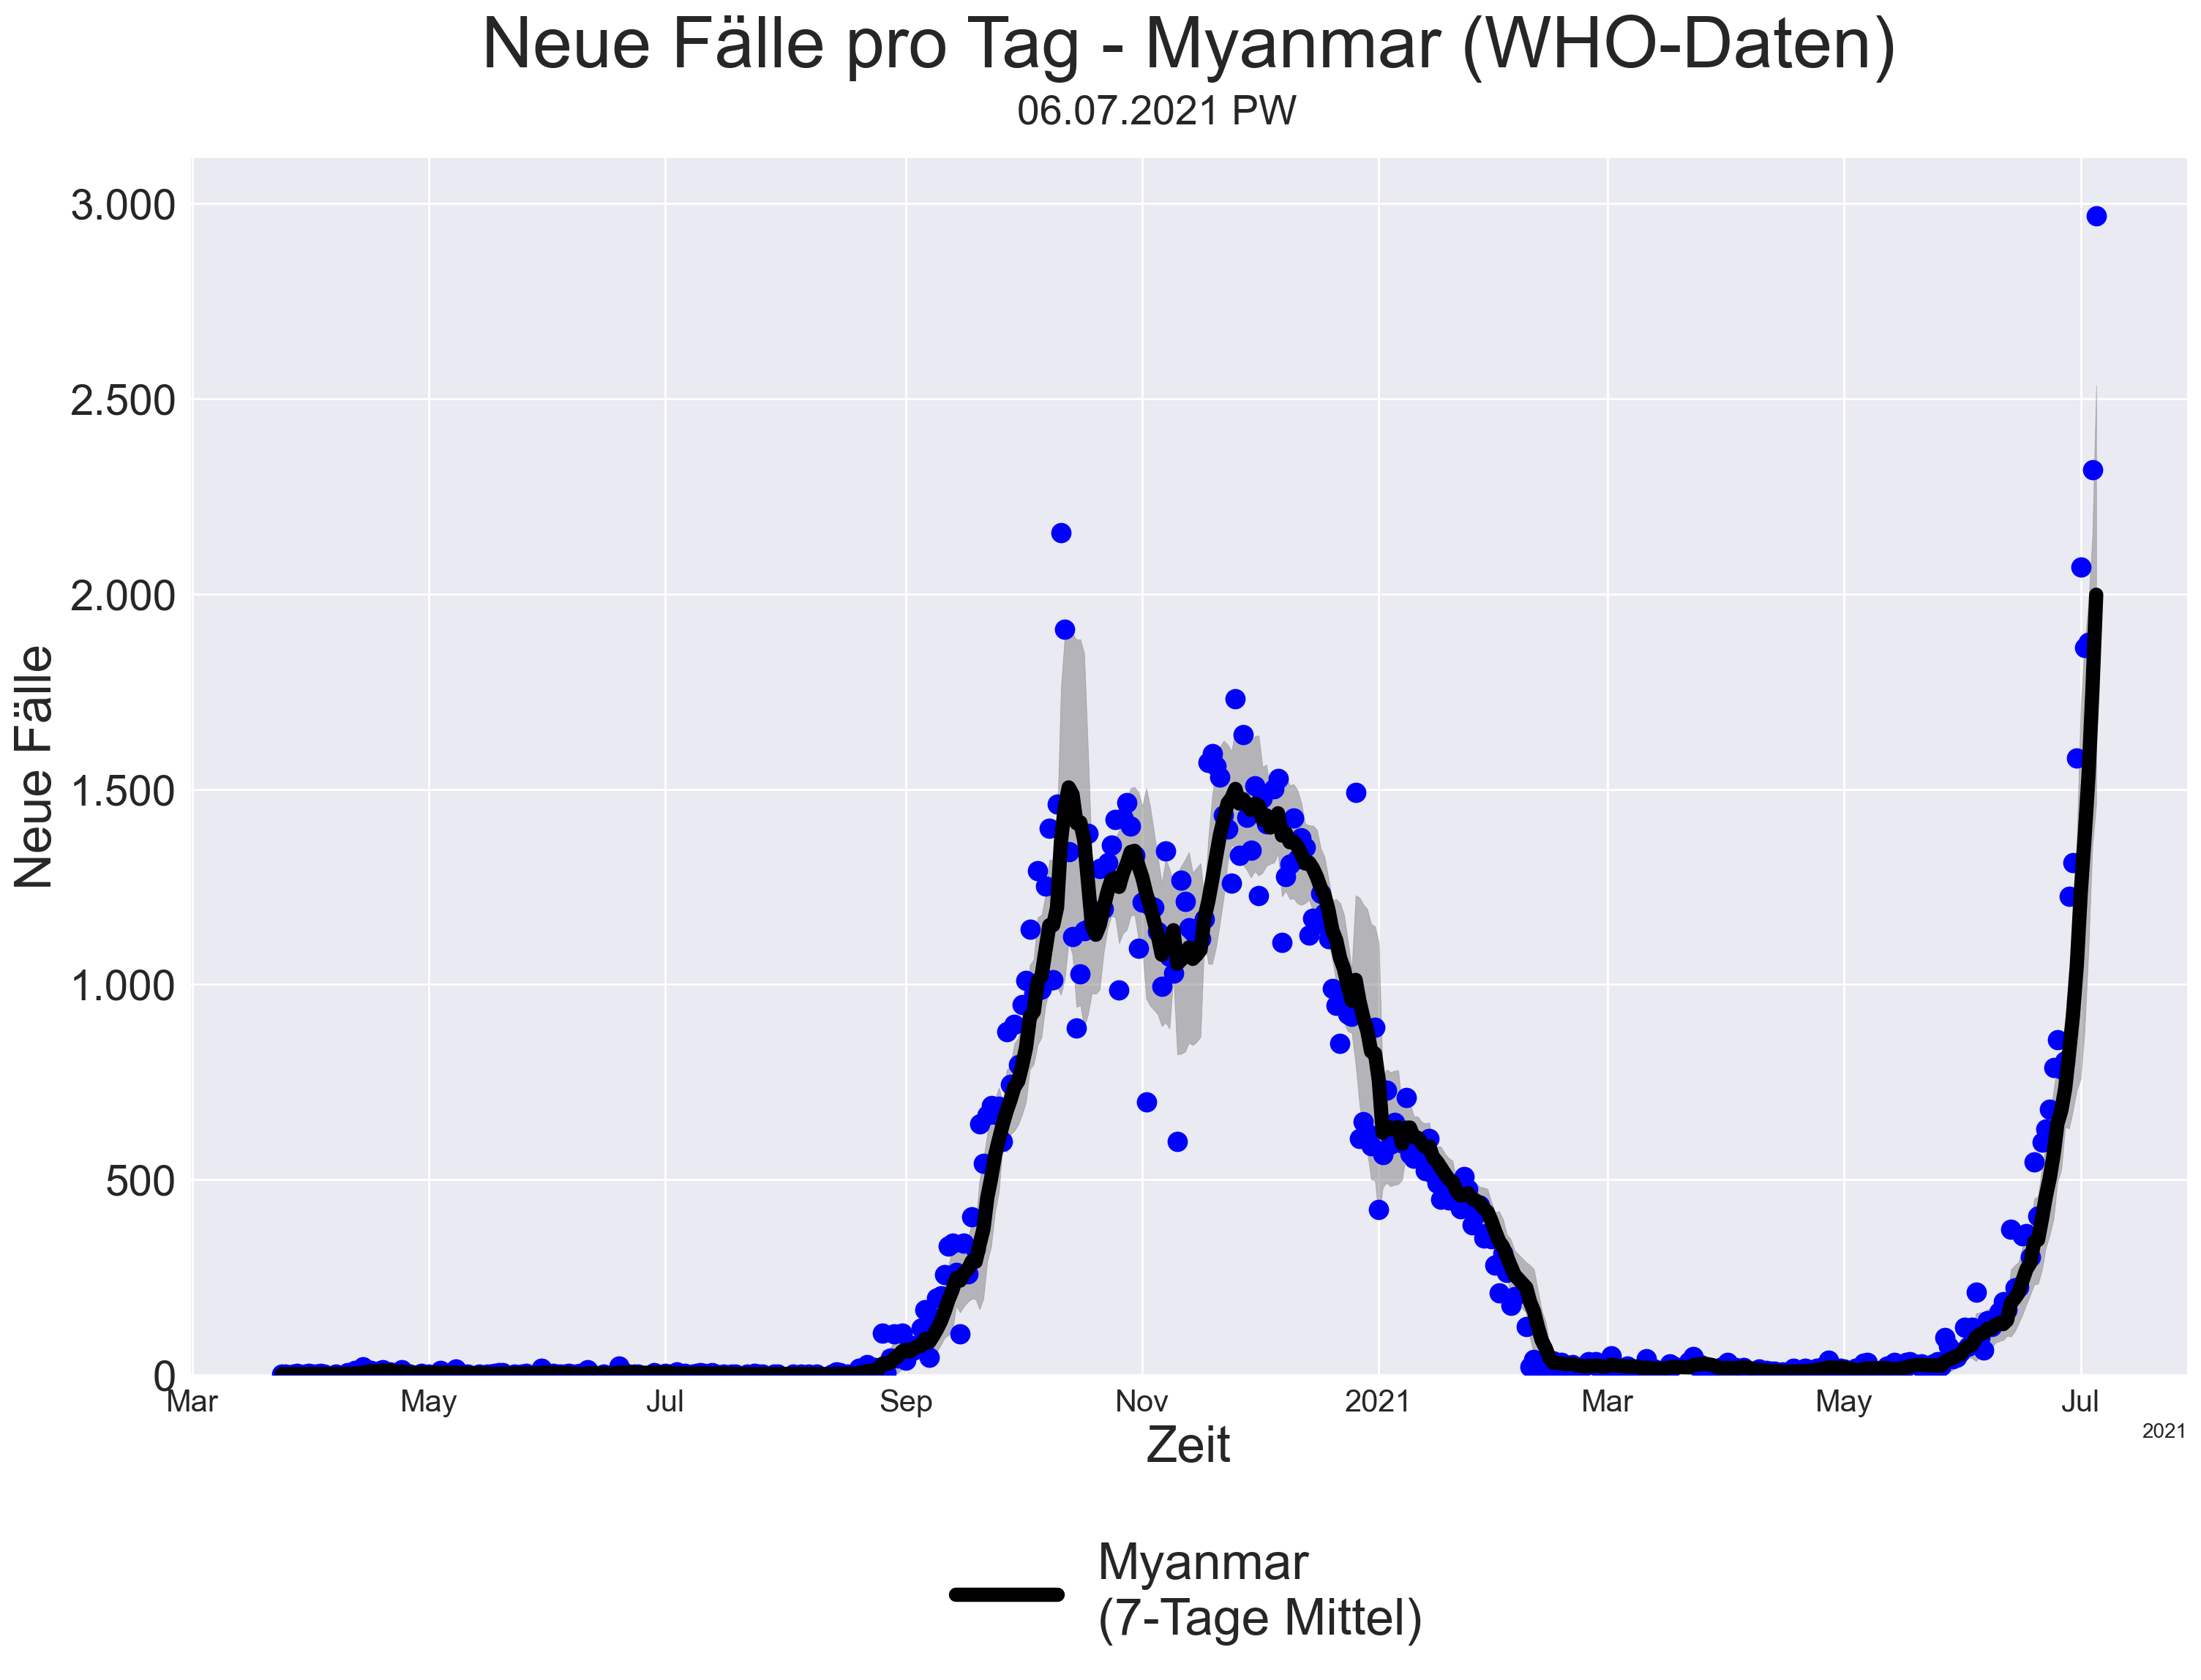 Neue Fälle pro Tag - Myanmar (WHO-Daten)
06.07.2021 PW
3.000
2.500
2.000
1.500
1.000
500
0
Neue Fälle
Mar May Jul Sep Nov 2021 Mar May Jul
2021
Zeit
Myanmar
(7-Tage Mittel)